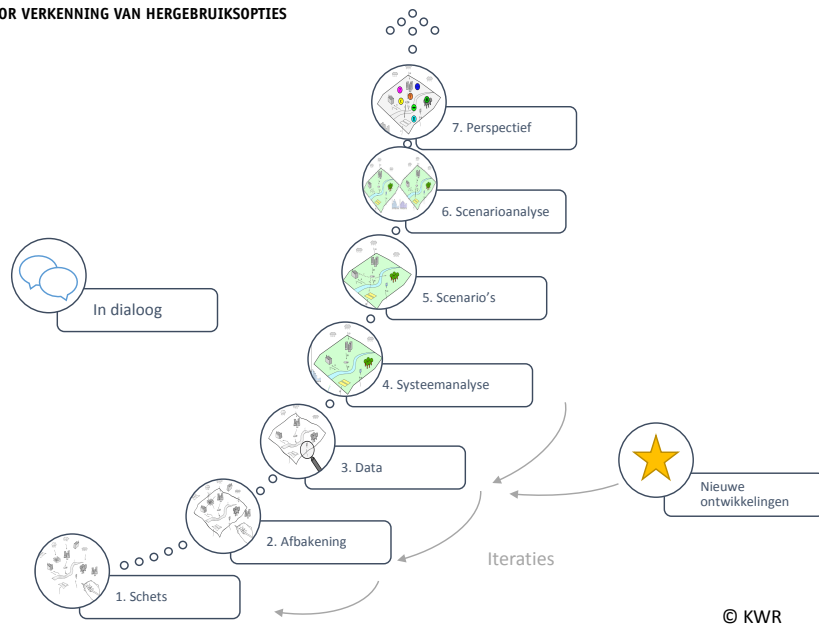 OR VERKENNING VAN HERGEBRUIKSOPTIES
7. Perspectief
6. Scenarioanalyse
5. Scenario's
In dialoog
4. Systeemanalyse
3. Data
Nieuwe
ontwikkelingen
2. Afbakening
Iteraties
1. Schets
© KWR